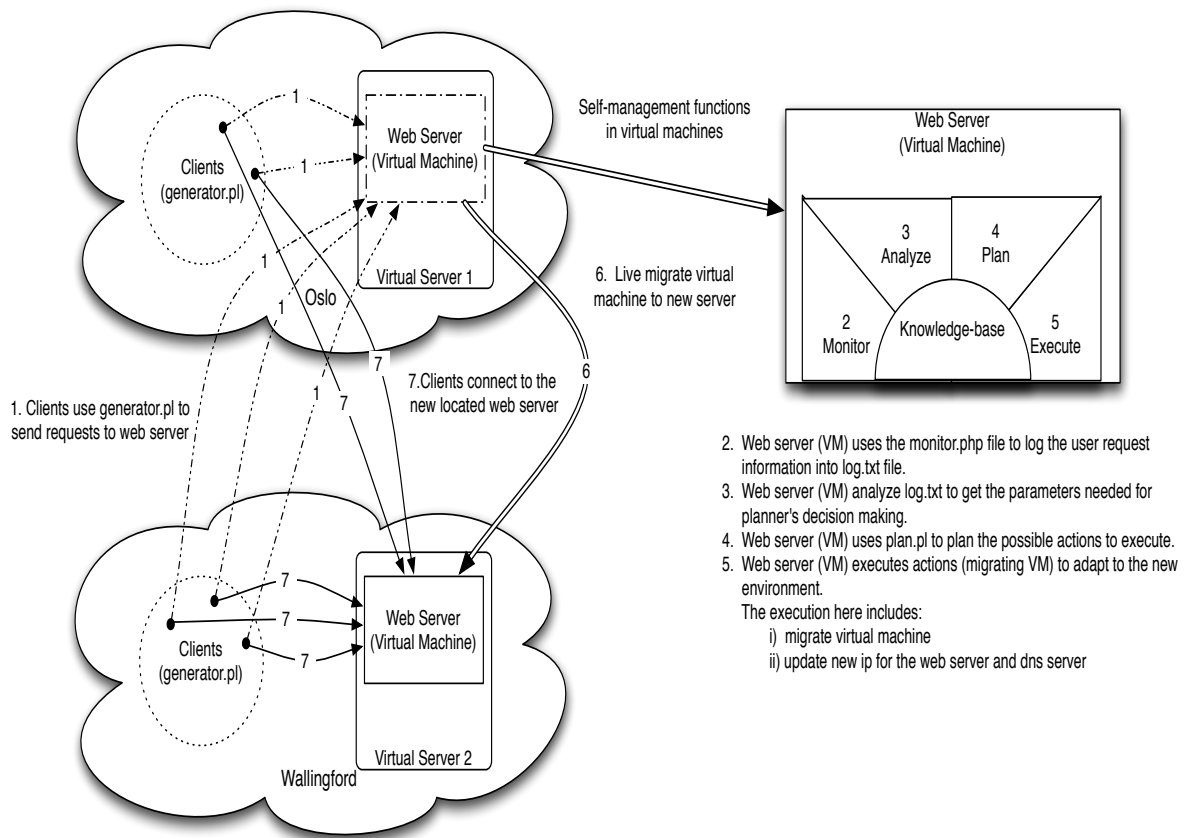 1
Clients
(generator.pl)
1
Web Server
(Virtual Machine)
1
1
1
Oslo
Virtual Server 1
Self-management functions
in virtual machines
Web Server
(Virtual Machine)
3
Analyze
4
Plan
2
Monitor
Knowledge-base
5
Execute
6. Live migrate virtual
machine to new server
6
7
7
1
7.Clients connect to the
new located web server
1. Clients use generator.pl to
send requests to web server
2. Web server (VM) uses the monitor.php file to log the user request
information into log.txt file.
3. Web server (VM) analyze log.txt to get the parameters needed for
planner's decision making.
4. Web server (VM) uses plan.pl to plan the possible actions to execute.
5. Web server (VM) executes actions (migrating VM) to adapt to the new
environment.
The execution here includes:
i) migrate virtual machine
ii) update new ip for the web server and dns server
7
7
7
Clients
(generator.pl)
Web Server
(Virtual Machine)
Virtual Server 2
Wallingford